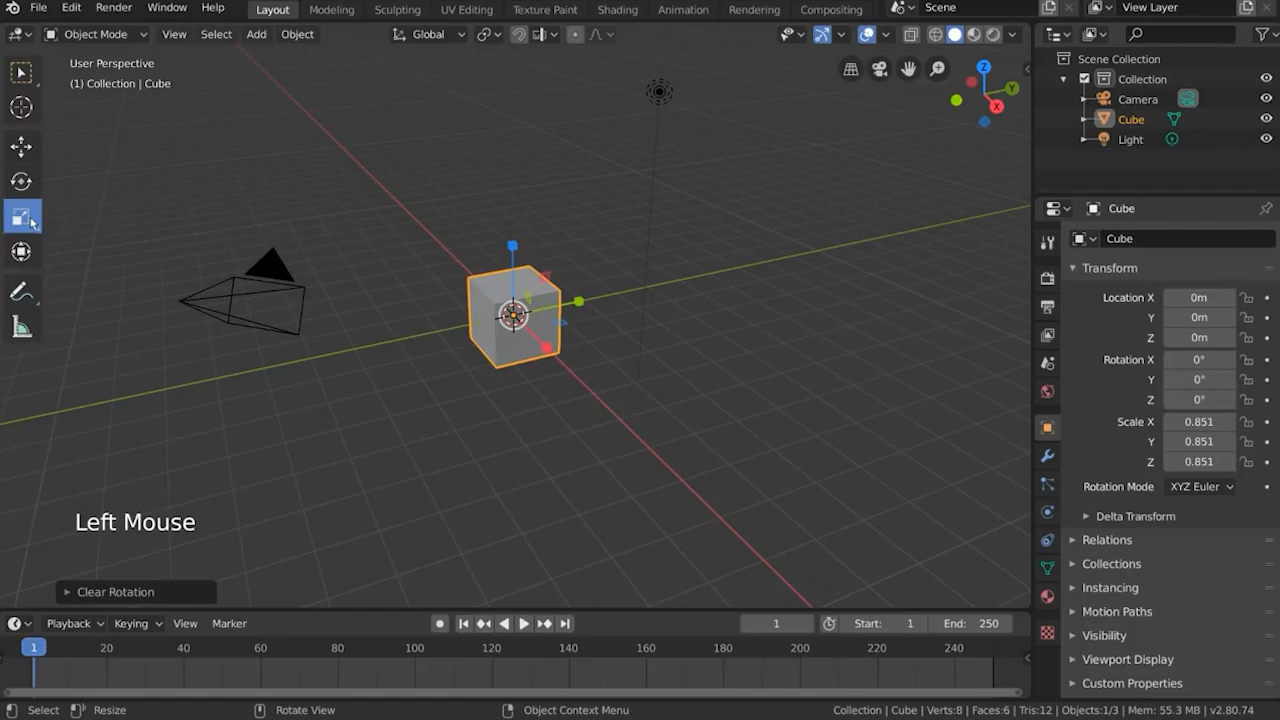 File Edit Render Window Help Layout Modeling Sculpting UV Editing Texture Paint Shading Animation Rendering Compositing Scene View Layer
Object Mode View Select Add Object Global
User Perspective
(1) Collection | Cube
Z
Y
X
Scene Collection
Collection
Camera
Cube
Light
Cube
Cube
Transform
Location X 0m
Y 0m
Z 0m
Rotation X 0°
Y 0°
Z 0°
Scale X 0.851
Y 0.851
Z 0.851
Rotation Mode XYZ Euler
Delta Transform
Relations
Collections
Instancing
Motion Paths
Visibility
Viewport Display
Custom Properties
Left Mouse
Clear Rotation
Playback Keying View Marker 1 Start: 1 End: 250
1 20 40 60 80 100 120 140 160 180 200 220 240
Select Resize Rotate View Object Context Menu Collection | Cube | Verts:8 | Faces:6 | Tris:12 | Objects:1/3 | Mem: 55.3 MB | v2.80.74